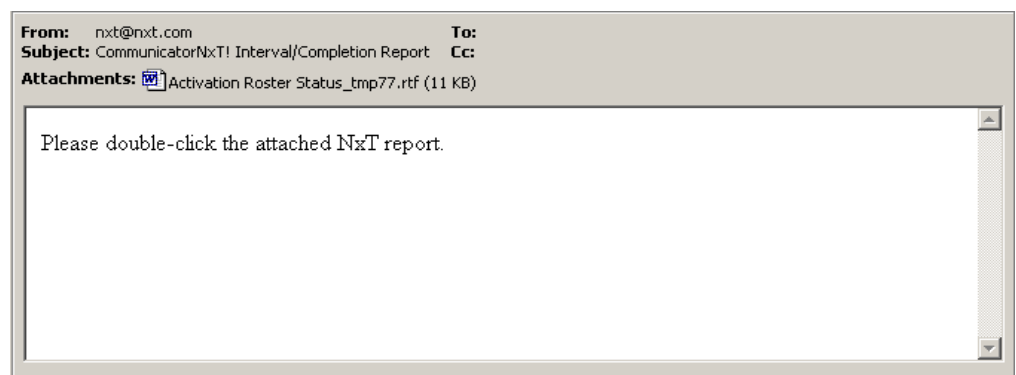 From: nxt@nxt.com To:
Subject: CommunicatorNxT! Interval/Completion Report Cc:
Attachments: Activation Roster Status_tmp77.rtf (11 KB)
Please double-click the attached NxT report.